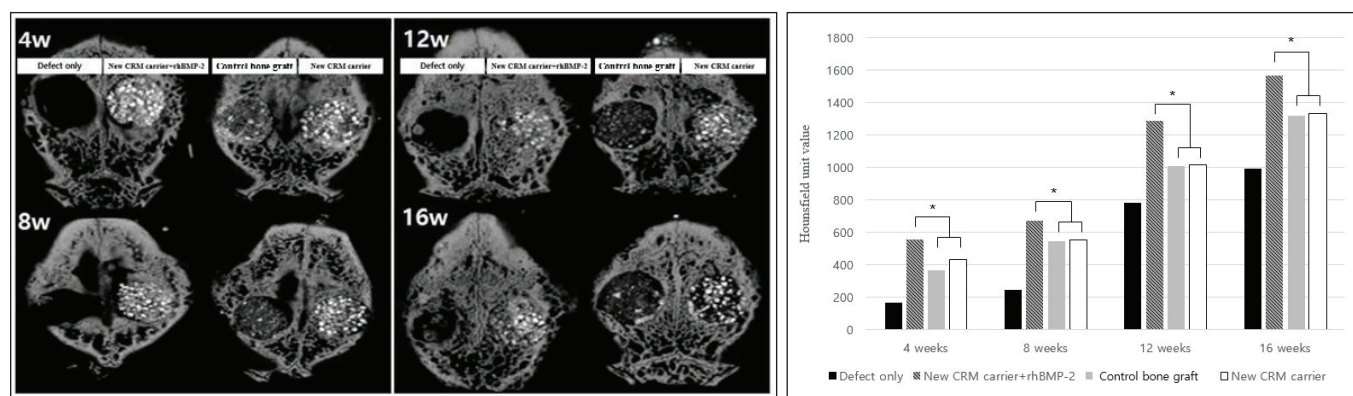 4w
Defect only New CRM carrier+rhBMP-2 Control bone graft New CRM carrier
12w
Defect only New CRM carrier+rhBMP-2 Control bone graft New CRM carrier
8w
16w
Hounsfield unit value
1800
1600
1400
1200
1000
800
600
400
200
0
*
*
*
*
4 weeks 8 weeks 12 weeks 16 weeks
Defect only New CRM carrier+rhBMP-2 Control bone graft New CRM carrier